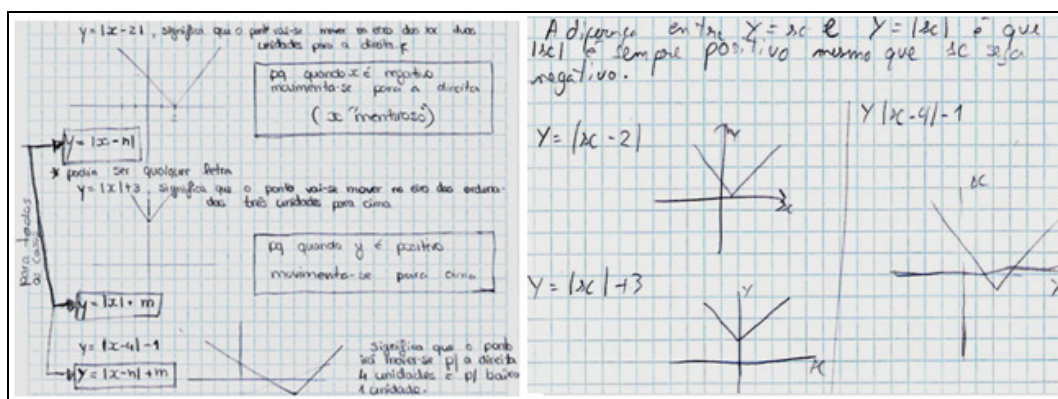 y = |x - 2|, significa que o ponto vai-se mover no eixo dos xx duas
unidades para a direita.
pq quando x é negativo
movimenta-se para a direita
(x "mentiroso")
y = |x - n|
* podia ser qualquer letra
y = |x| + 3, significa que o ponto vai-se mover no eixo das ordena-
das três unidades para cima
pq quando y é positivo
movimenta-se para cima
para todos
os casos
y = |x| + m
y = |x - 4| - 1
y = |x - n| + m
significa que o ponto
irá mover-se p/ a direita
4 unidades e p/ baixo
1 unidade.
A diferença entre Y = x e Y = |x| é que
|x| é sempre positivo mesmo que x seja
negativo.
Y = |x - 2|
y
x
Y = |x| + 3
Y
x
Y |x - 4| - 1
x
y